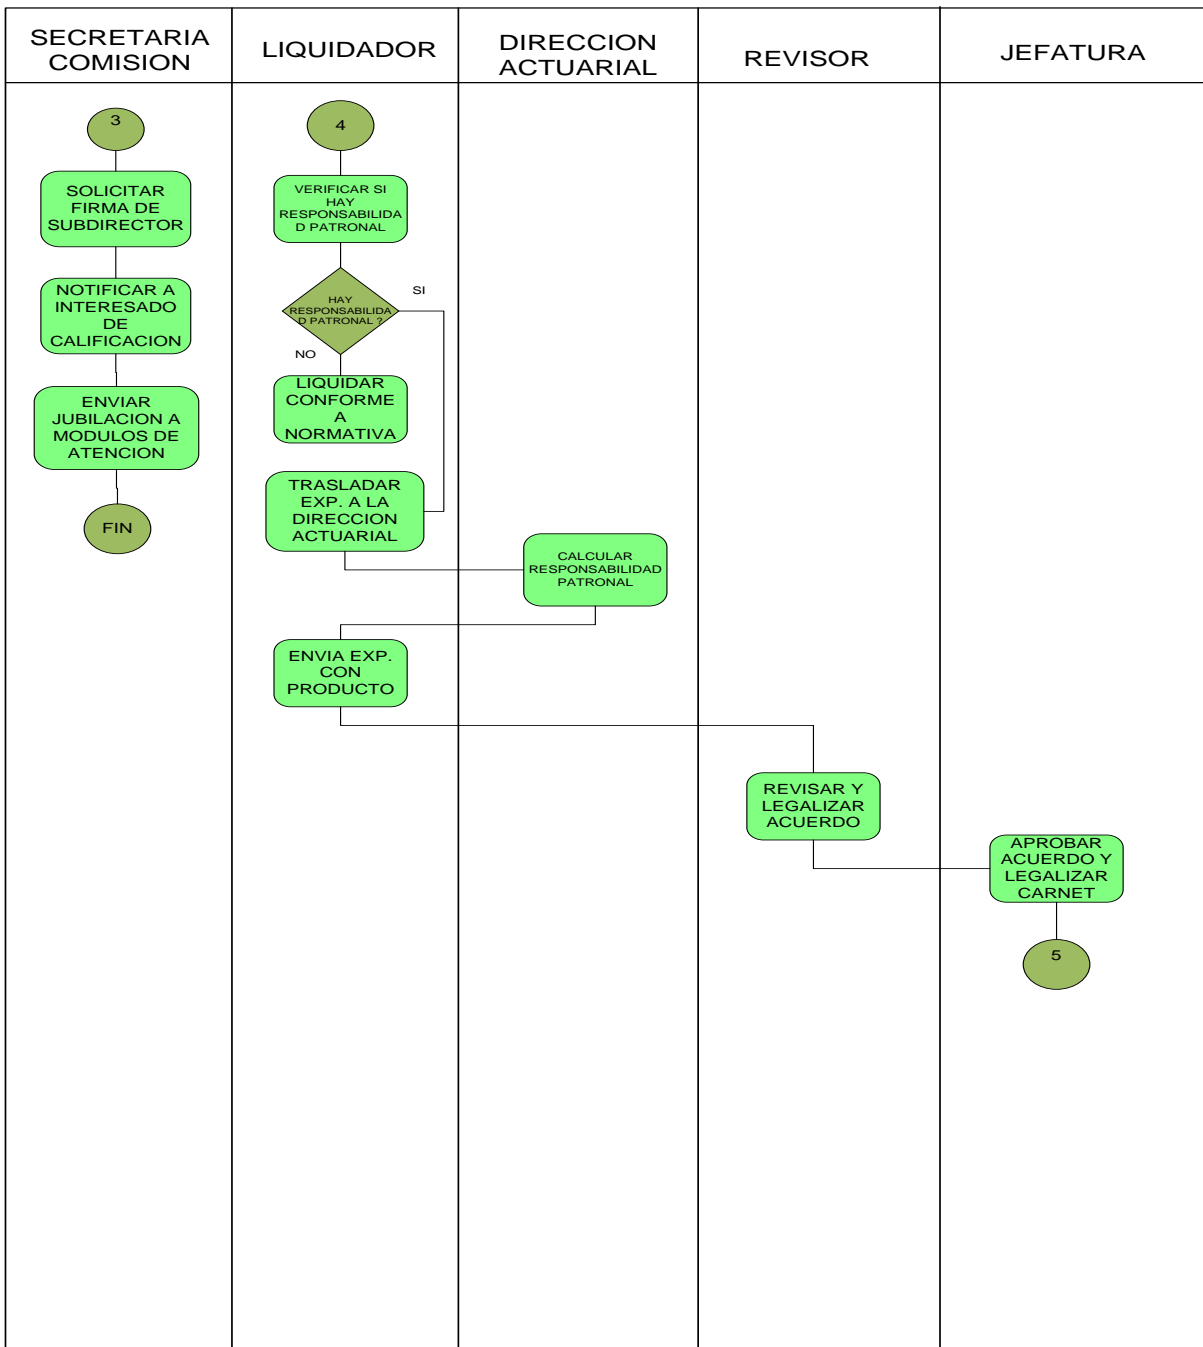 SECRETARIA
COMISION
LIQUIDADOR
DIRECCION
ACTUARIAL
REVISOR
JEFATURA
3
SOLICITAR
FIRMA DE
SUBDIRECTOR
NOTIFICAR A
INTERESADO
DE
CALIFICACION
ENVIAR
JUBILACION A
MODULOS DE
ATENCION
FIN
4
VERIFICAR SI
HAY
RESPONSABILIDA
D PATRONAL
HAY
RESPONSABILIDA
D PATRONAL ?
SI
NO
LIQUIDAR
CONFORME
A
NORMATIVA
TRASLADAR
EXP. A LA
DIRECCION
ACTUARIAL
CALCULAR
RESPONSABILIDAD
PATRONAL
ENVIA EXP.
CON
PRODUCTO
REVISAR Y
LEGALIZAR
ACUERDO
APROBAR
ACUERDO Y
LEGALIZAR
CARNET
5